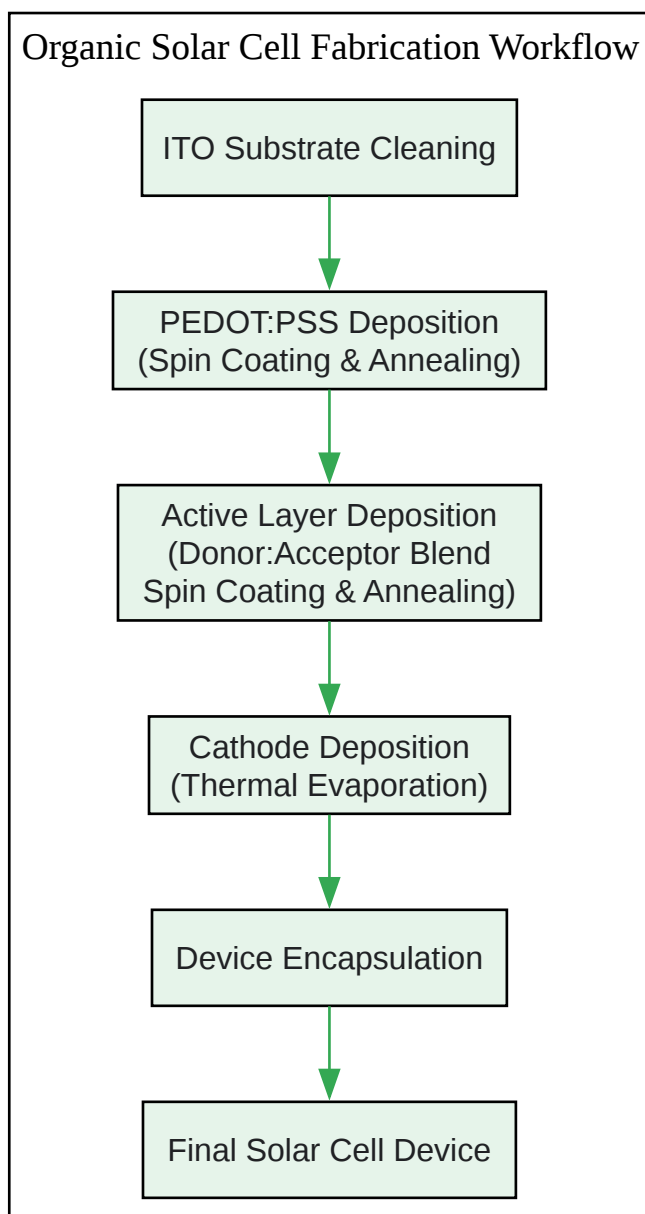 Organic Solar Cell Fabrication Workflow
ITO Substrate Cleaning
PEDOT:PSS Deposition
(Spin Coating & Annealing)
Active Layer Deposition
(Donor:Acceptor Blend
Spin Coating & Annealing)
Cathode Deposition
(Thermal Evaporation)
Device Encapsulation
Final Solar Cell Device